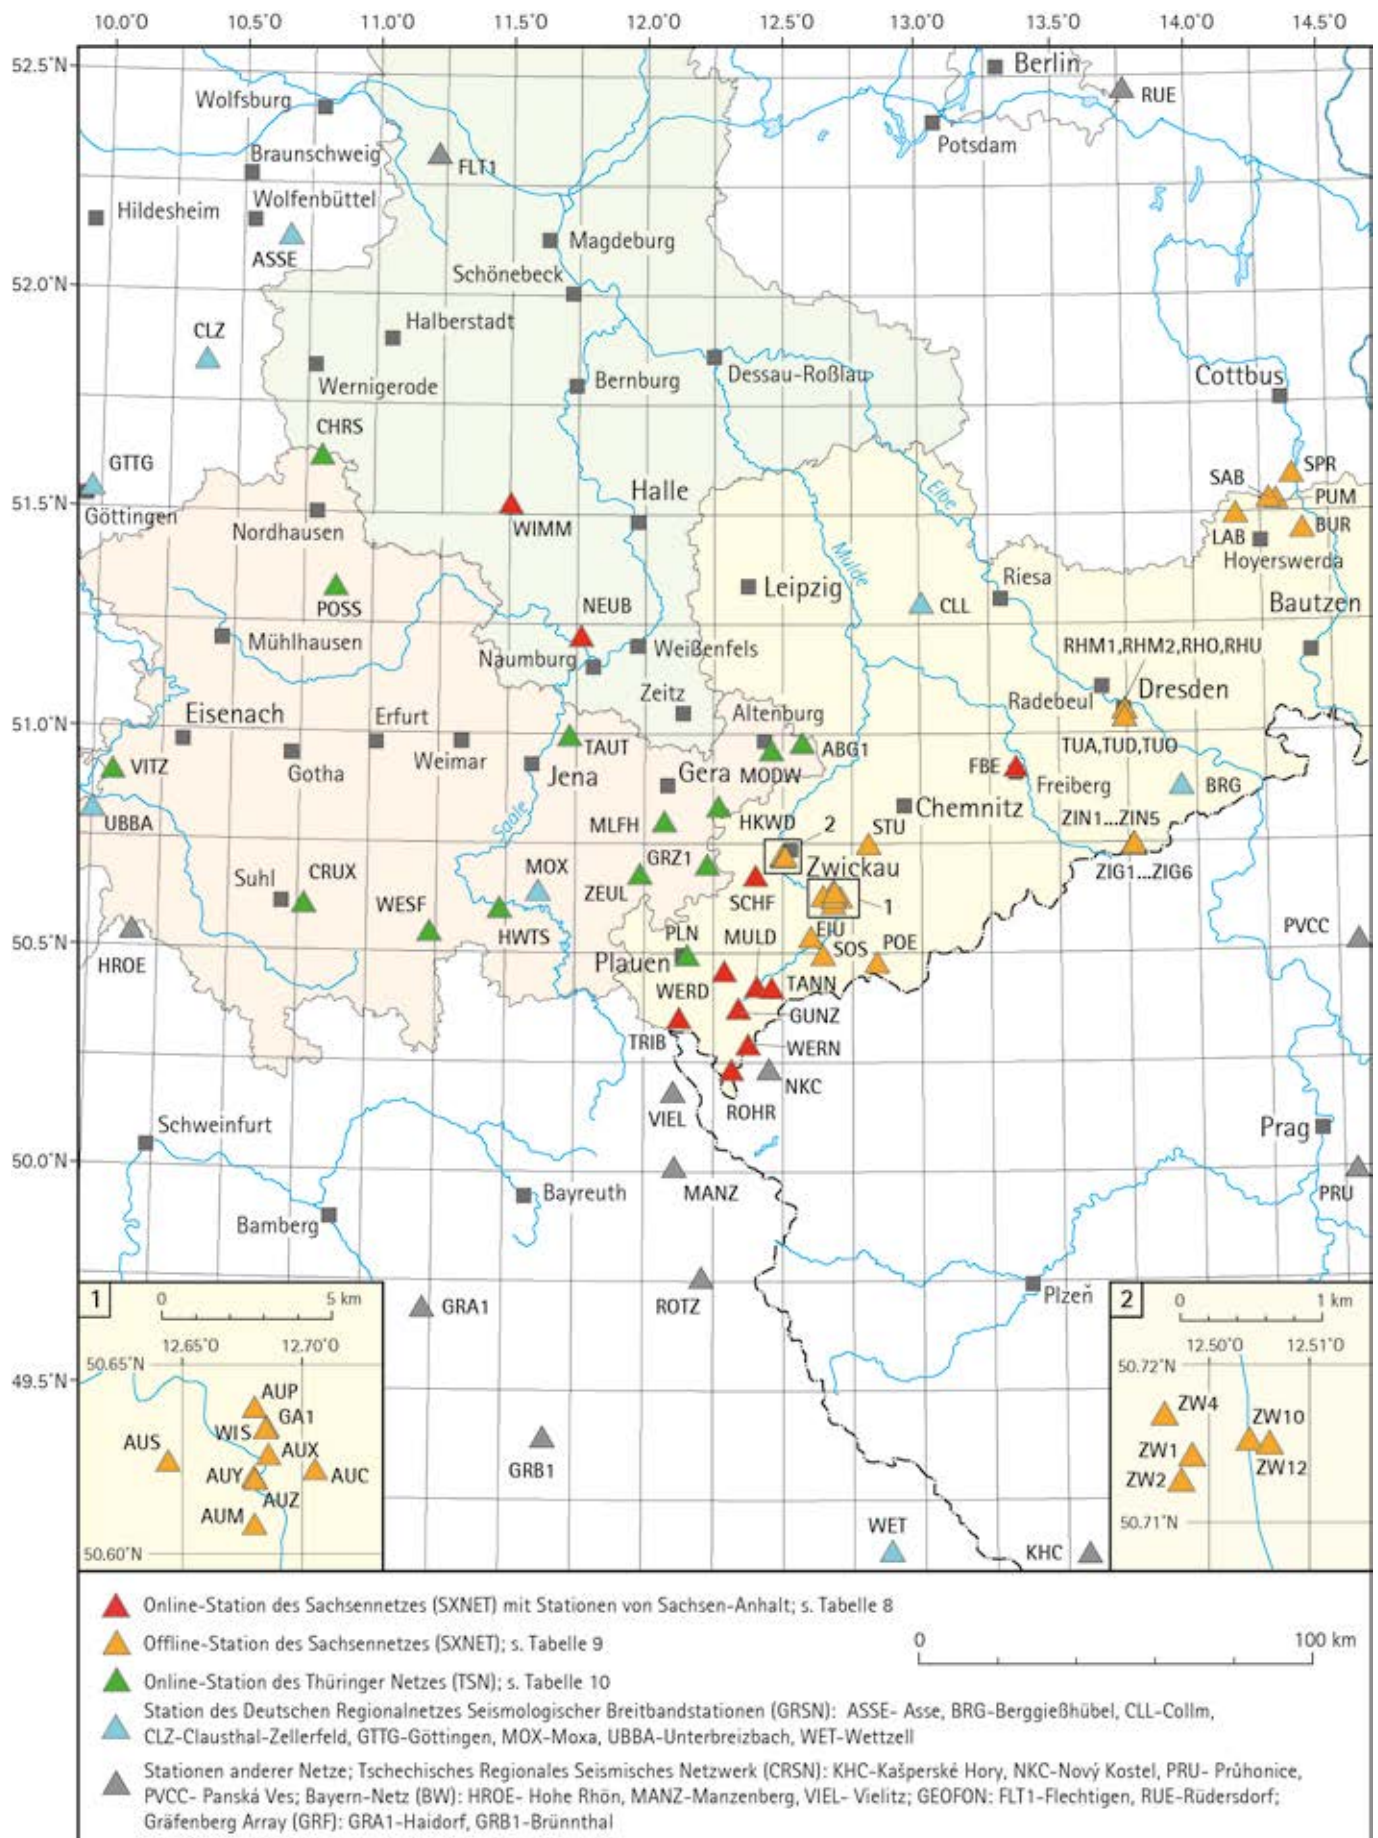 10.0°O 10.5°O 11.0°O 11.5°O 12.0°O 12.5°O 13.0°O 13.5°O 14.0°O 14.5°O
52.5°N
Berlin
Wolfsburg
RUE
Potsdam
Braunschweig
FLT1
Wolfenbüttel
Hildesheim
ASSE
Magdeburg
Schönebeck
52.0°N
CLZ
Halberstadt
Wernigerode
Bernburg
Dessau-Roßlau
Cottbus
CHRS
GTTG
SPR
SAB
PUM
Elbe
Halle
51.5°N
Göttingen
Nordhausen
WIMM
BUR
LAB
Hoyerswerda
Mulde
Leipzig
Riesa
POSS
NEUB
CLL
Bautzen
Mühlhausen
Naumburg
Weißenfels
RHM1,RHM2,RHO,RHU
Zeitz
Radebeul
Dresden
Eisenach
Erfurt
Altenburg
51.0°N
TAUT
ABG1
TUA,TUD,TUO
VITZ
Gotha
Weimar
Jena
Gera
MODW
FBE
Freiberg
BRG
UBBA
Saale
MLFH
HKWD
2
Chemnitz
STU
ZIN1...ZIN5
GRZ1
Zwickau
ZIG1...ZIG6
Suhl
CRUX
MOX
ZEUL
SCHF
1
WESF
HWTS
PLN
MULD
EIU
SOS
POE
PVCC
50.5°N
HROE
Plauen
WERD
TANN
GUNZ
TRIB
WERN
NKC
VIEL
ROHR
Schweinfurt
Prag
50.0°N
MANZ
PRU
Bayreuth
Bamberg
1
0 5 km
GRA1
ROTZ
Plzeň
2
0 1 km
12.65°O 12.70°O
12.50°O 12.51°O
50.65°N
50.72°N
49.5°N
AUP
GA1
WIS
AUS
AUX
AUY
AUC
AUZ
AUM
50.60°N
ZW4
ZW10
ZW1
ZW12
ZW2
50.71°N
GRB1
WET
KHC
Online-Station des Sachsennetzes (SXNET) mit Stationen von Sachsen-Anhalt; s. Tabelle 8
Offline-Station des Sachsennetzes (SXNET); s. Tabelle 9
0 100 km
Online-Station des Thüringer Netzes (TSN); s. Tabelle 10
Station des Deutschen Regionalnetzes Seismologischer Breitbandstationen (GRSN): ASSE- Asse, BRG-Berggießhübel, CLL-Collm,
CLZ-Clausthal-Zellerfeld, GTTG-Göttingen, MOX-Moxa, UBBA-Unterbreizbach, WET-Wettzell
Stationen anderer Netze; Tschechisches Regionales Seismisches Netzwerk (CRSN): KHC-Kašperské Hory, NKC-Nový Kostel, PRU- Průhonice,
PVCC- Panská Ves; Bayern-Netz (BW): HROE- Hohe Rhön, MANZ-Manzenberg, VIEL- Vielitz; GEOFON: FLT1-Flechtigen, RUE-Rüdersdorf;
Gräfenberg Array (GRF): GRA1-Haidorf, GRB1-Brünnthal